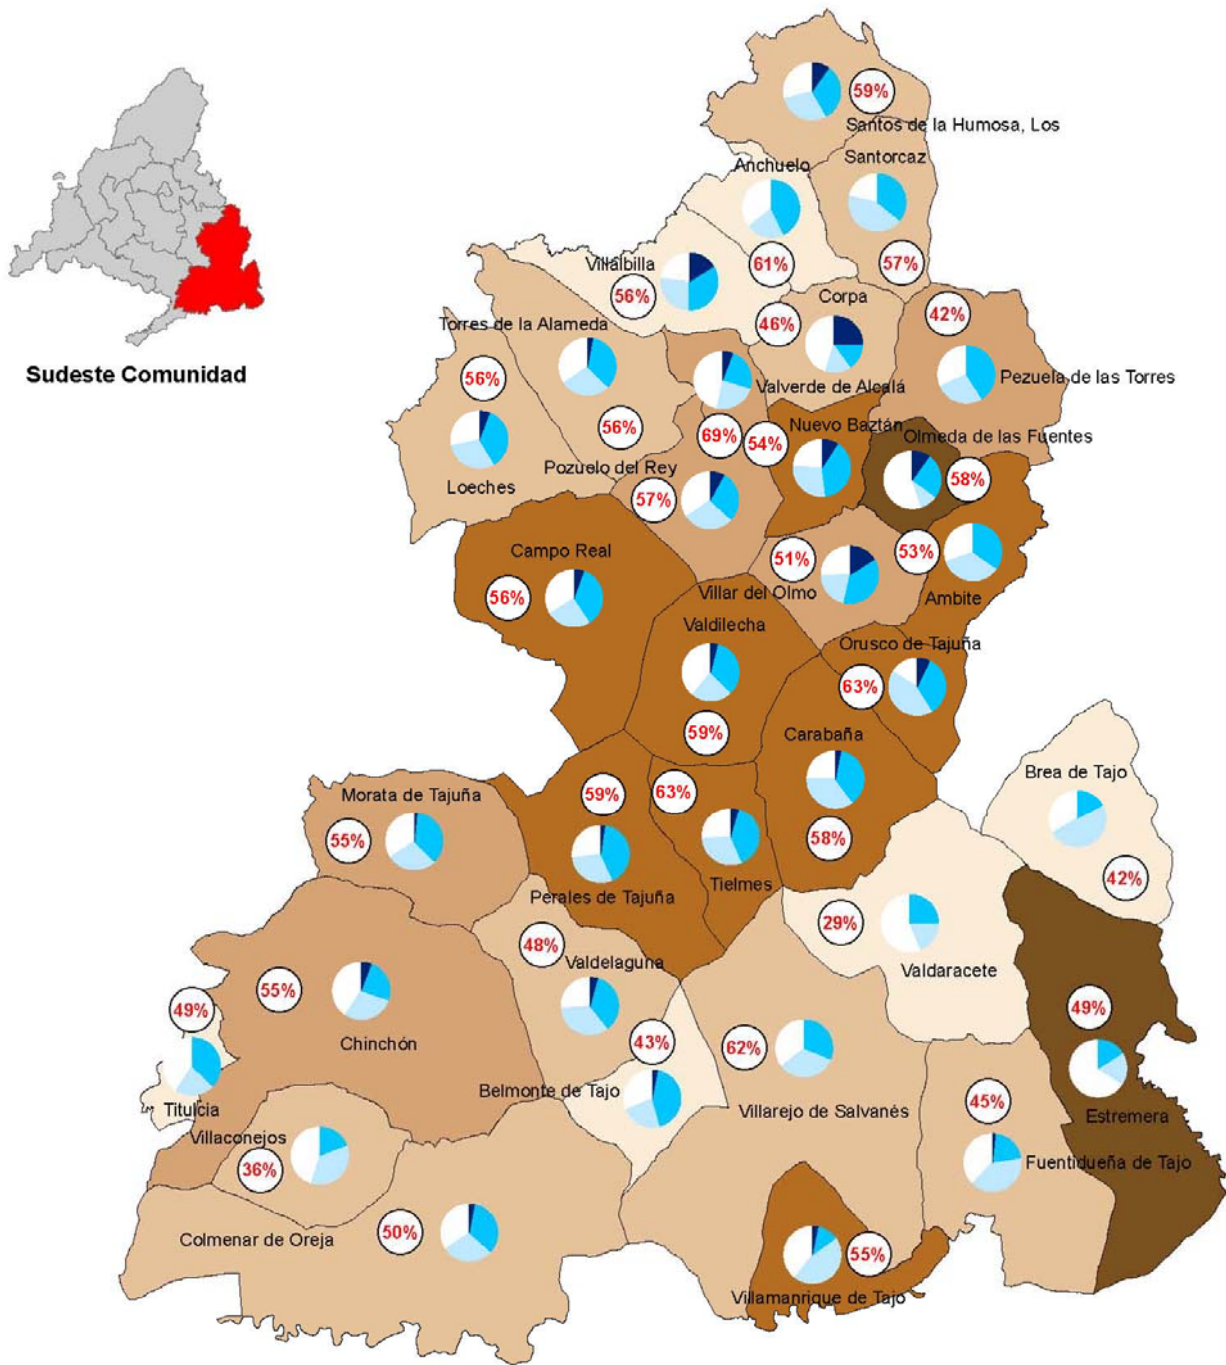 59%
Santos de la Humosa, Los
Anchuelo
Santorcaz
61%
57%
Villalbilla
56%
Corpa
46%
42%
Torres de la Alameda
Pezuela de las Torres
Sudeste Comunidad
56%
Valverde de Alcalá
56%
69%
54%
Nuevo Baztán
Olmeda de las Fuentes
Loeches
Pozuelo del Rey
57%
58%
Campo Real
51%
53%
56%
Villar del Olmo
Ambite
Valdilecha
Orusco de Tajuña
63%
59%
Carabaña
Brea de Tajo
Morata de Tajuña
59%
63%
55%
58%
42%
Perales de Tajuña
Tielmes
29%
48%
Valdelaguna
Valdaracete
55%
49%
49%
Chinchón
43%
62%
Titulcia
Belmonte de Tajo
Villarejo de Salvanés
45%
Estremera
Villaconejos
36%
Fuentidueña de Tajo
Colmenar de Oreja
50%
55%
Villamanrique de Tajo